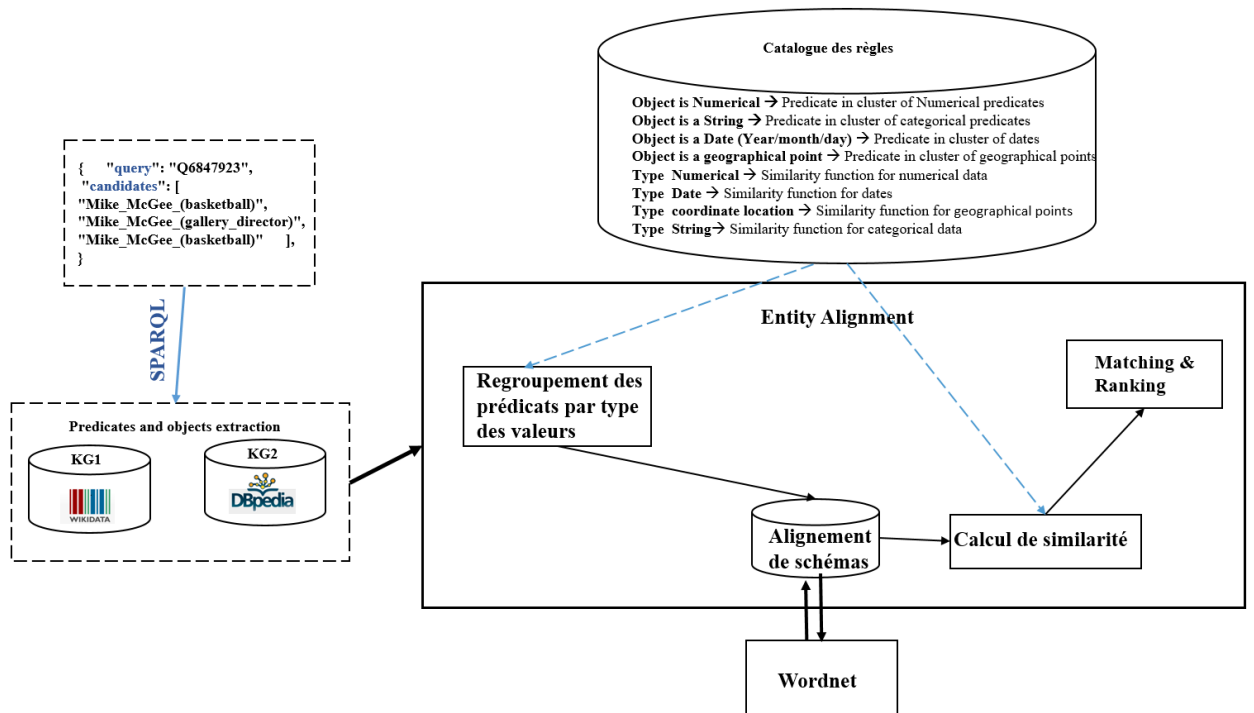 Catalogue des règles
Object is Numerical → Predicate in cluster of Numerical predicates
Object is a String → Predicate in cluster of categorical predicates
Object is a Date (Year/month/day) → Predicate in cluster of dates
Object is a geographical point → Predicate in cluster of geographical points
Type Numerical → Similarity function for numerical data
Type Date → Similarity function for dates
Type coordinate location → Similarity function for geographical points
Type String→ Similarity function for categorical data
{ "query": "Q6847923",
"candidates": [
"Mike_McGee_(basketball)",
"Mike_McGee_(gallery_director)",
"Mike_McGee_(basketball)" ],
}
SPARQL
Predicates and objects extraction
KG1
WIKIDATA
KG2
DBpedia
Entity Alignment
Regroupement des
prédicats par type
des valeurs
Matching &
Ranking
Alignement
de schémas
Calcul de similarité
Wordnet